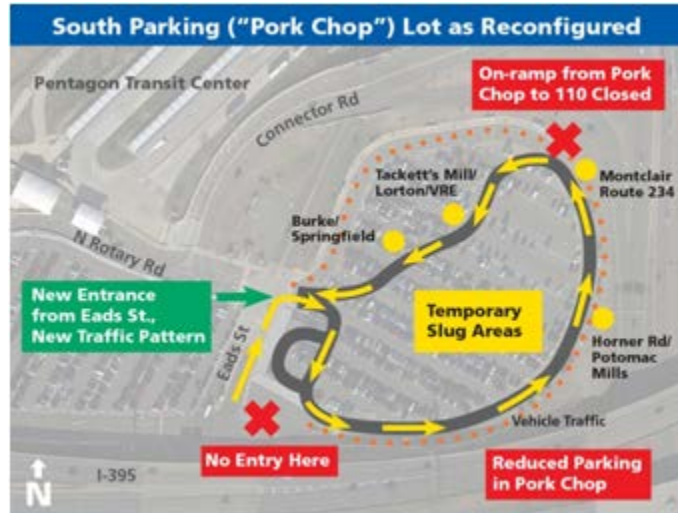 South Parking ("Pork Chop") Lot as Reconfigured
Pentagon Transit Center
Connector Rd
On-ramp from Pork
Chop to 110 Closed
Tackett's Mill/
Lorton/VRE
Montclair
Route 234
Burke/
Springfield
N Rotary Rd
New Entrance
from Eads St.,
New Traffic Pattern
Temporary
Slug Areas
Eads St
Horner Rd/
Potomac
Mills
Vehicle Traffic
No Entry Here
Reduced Parking
in Pork Chop
I-395
N